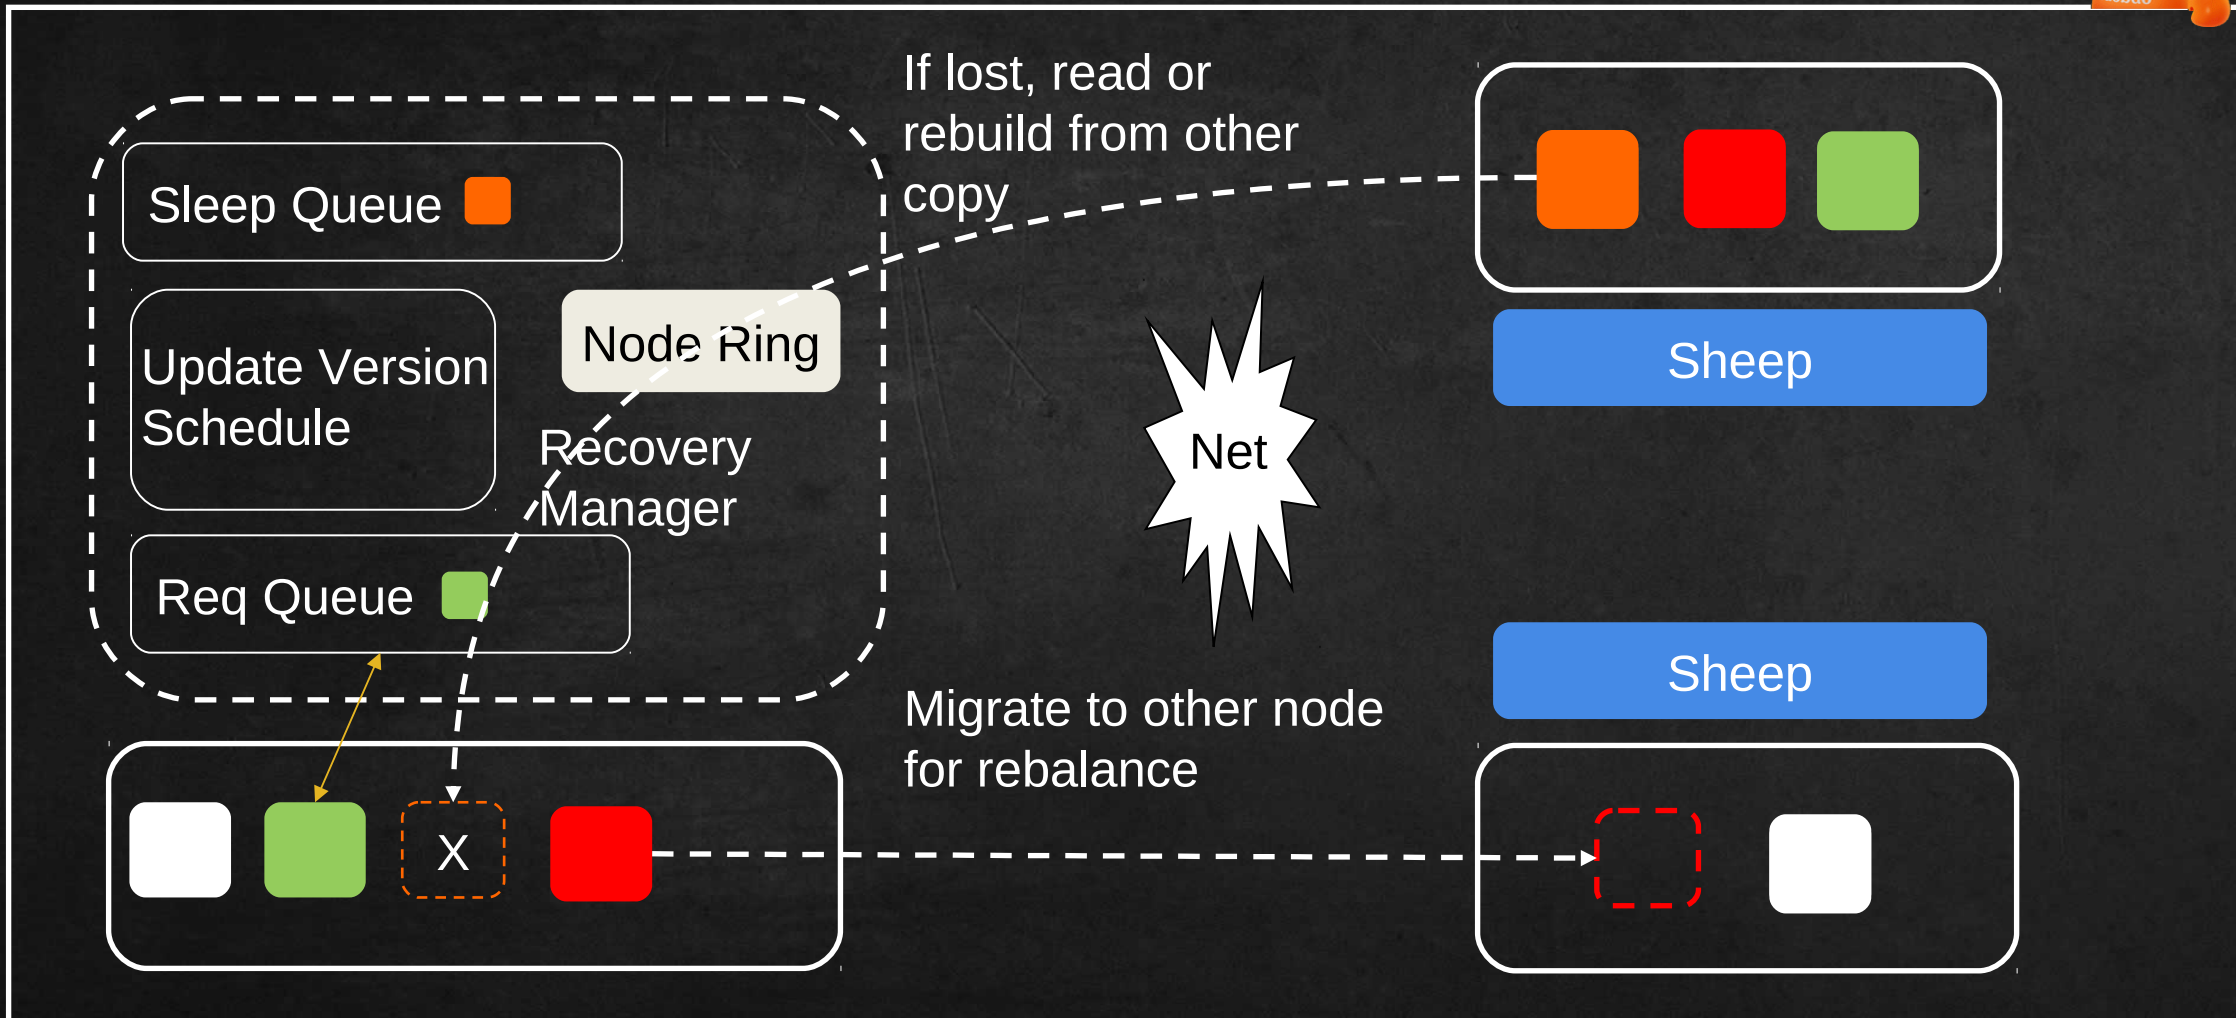 If lost, read or
rebuild from other
copy
Sleep Queue
Node Ring
Update Version
Schedule
Recovery
Manager
Req Queue
Net
Sheep
Sheep
Migrate to other node
for rebalance
X